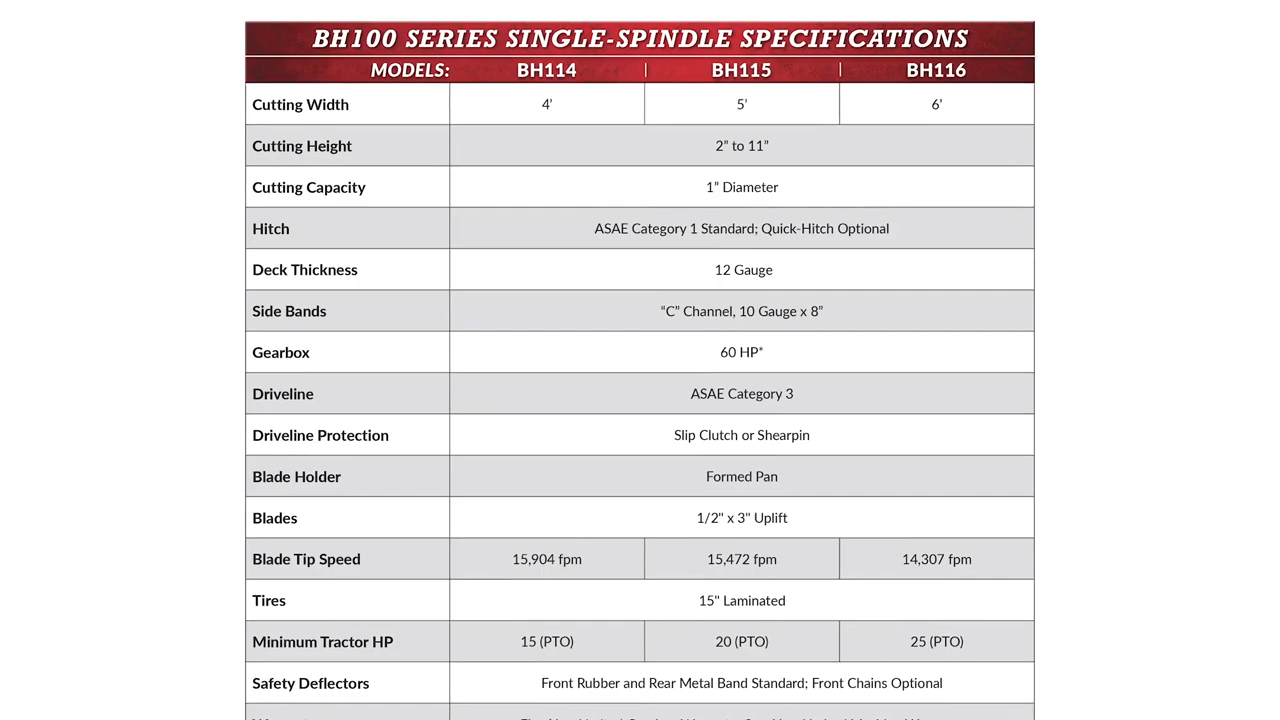 BH100 SERIES SINGLE-SPINDLE SPECIFICATIONS
MODELS: BH114 | BH115 | BH116
Cutting Width 4’ 5’ 6’
Cutting Height 2” to 11”
Cutting Capacity 1” Diameter
Hitch ASAE Category 1 Standard; Quick-Hitch Optional
Deck Thickness 12 Gauge
Side Bands “C” Channel, 10 Gauge x 8”
Gearbox 60 HP*
Driveline ASAE Category 3
Driveline Protection Slip Clutch or Shearpin
Blade Holder Formed Pan
Blades 1/2" x 3" Uplift
Blade Tip Speed 15,904 fpm 15,472 fpm 14,307 fpm
Tires 15" Laminated
Minimum Tractor HP 15 (PTO) 20 (PTO) 25 (PTO)
Safety Deflectors Front Rubber and Rear Metal Band Standard; Front Chains Optional